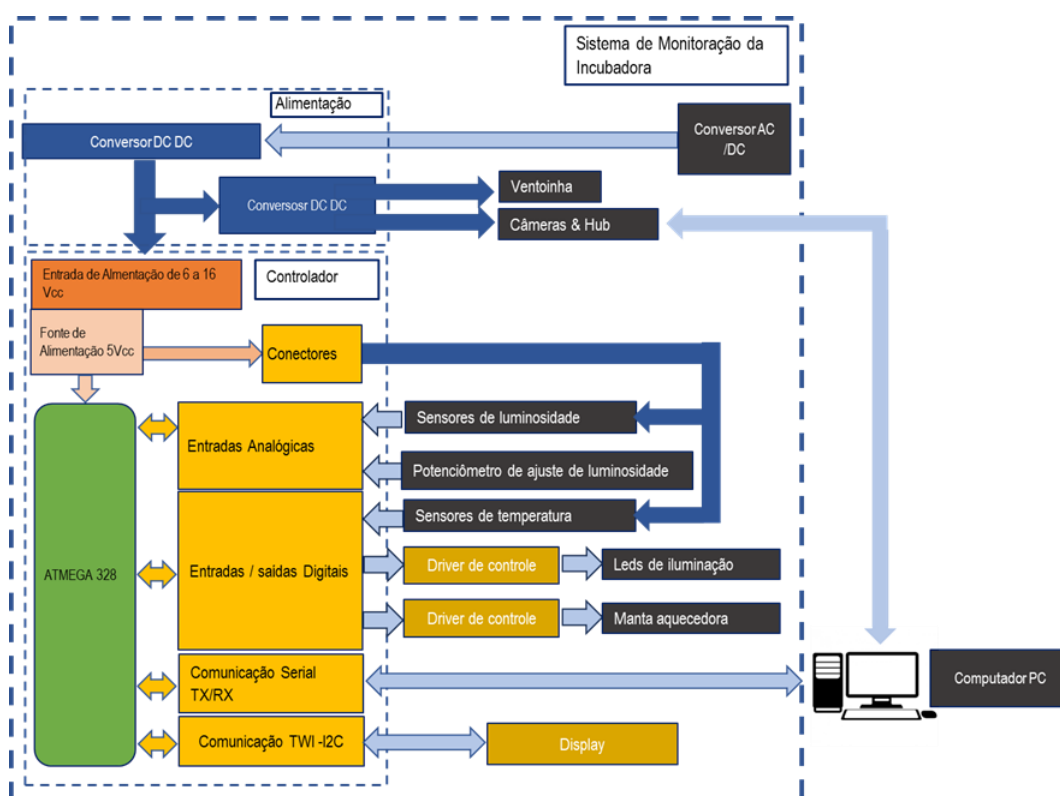 Sistema de Monitoração da
Incubadora
Alimentação
Conversor DC DC
Conversor AC
/DC
Conversosr DC DC
Ventoinha
Câmeras & Hub
Entrada de Almentação de 6 a 16
Vcc
Controlador
Fonte de
Alimentação 5Vcc
Conectores
Sensores de luminosidade
Entradas Analógicas
Potenciômetro de ajuste de luminosidade
Sensores de temperatura
ATMEGA 328
Entradas / saídas Digitais
Driver de controle
Leds de iluminação
Driver de controle
Manta aquecedora
Comunicação Serial
TX/RX
Computador PC
Comunicação TWI -I2C
Display